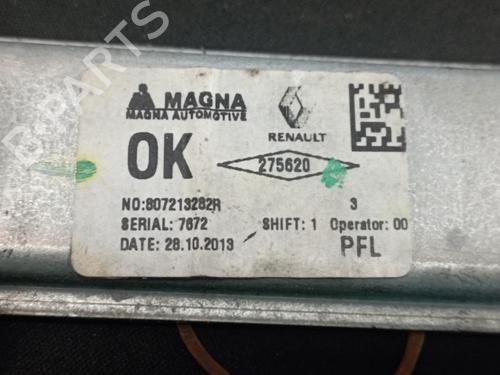 MAGNA
MAGNA AUTOMOTIVE
RENAULT
OK
275620
NO:807213282R
3
SERIAL: 7672
SHIFT: 1
Operator: 00
DATE: 28.10.2013
PFL
PARTS